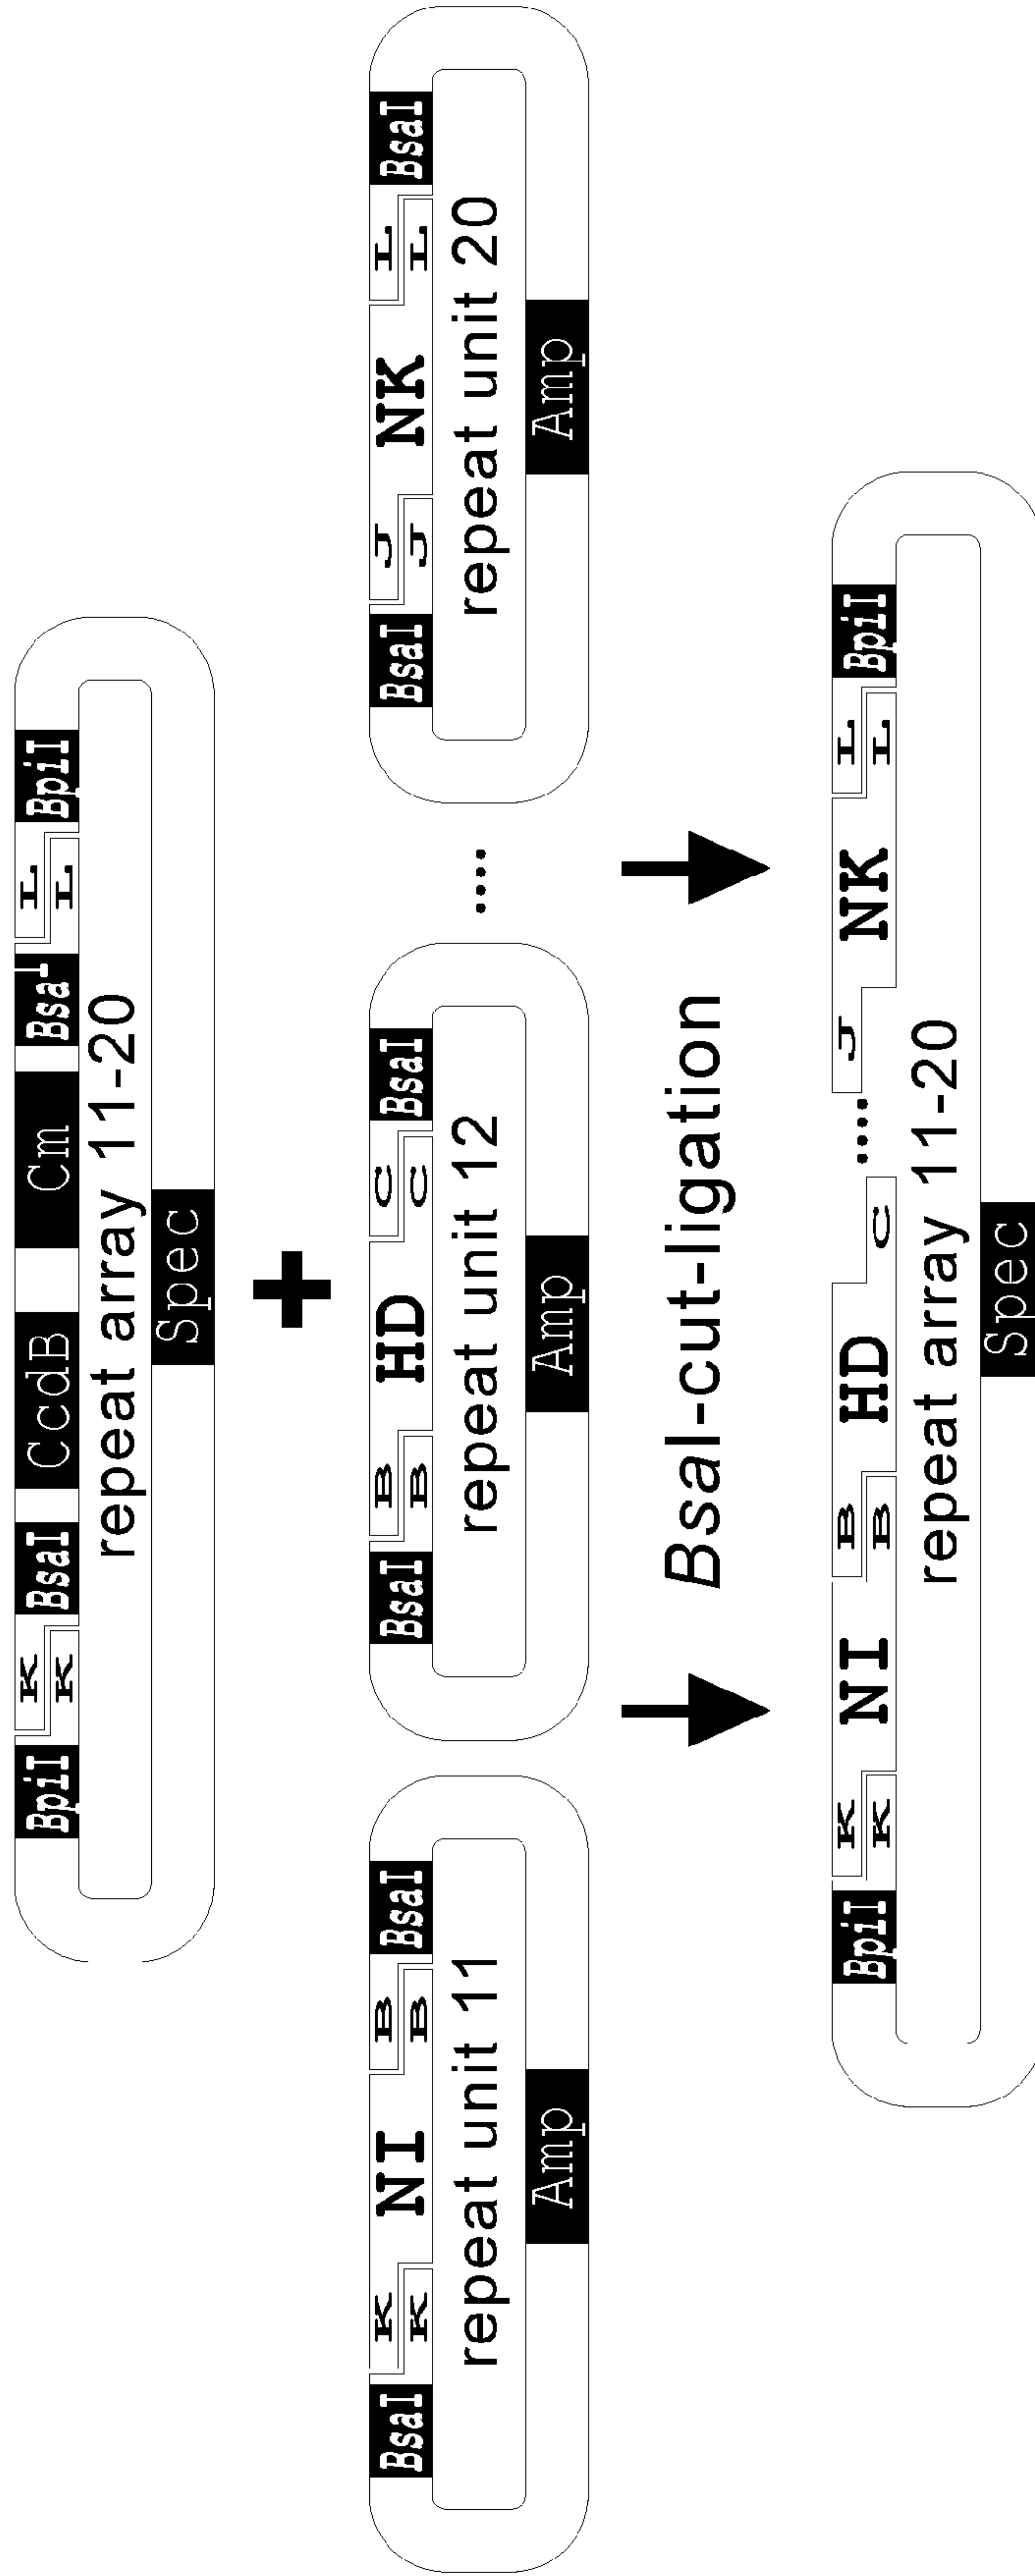 BpiI K K BsaI CcdB Cm Bsa L L BpiI
repeat array 11-20
Spec
+
BsaI K K NI B B BsaI
repeat unit 11
Amp
BsaI B B HD C C BsaI
repeat unit 12
Amp
....
BsaI J J NK L L BsaI
repeat unit 20
Amp
BsaI-cut-ligation
BpiI K K NI B B HD C .... J NK L L BpiI
repeat array 11-20
Spec